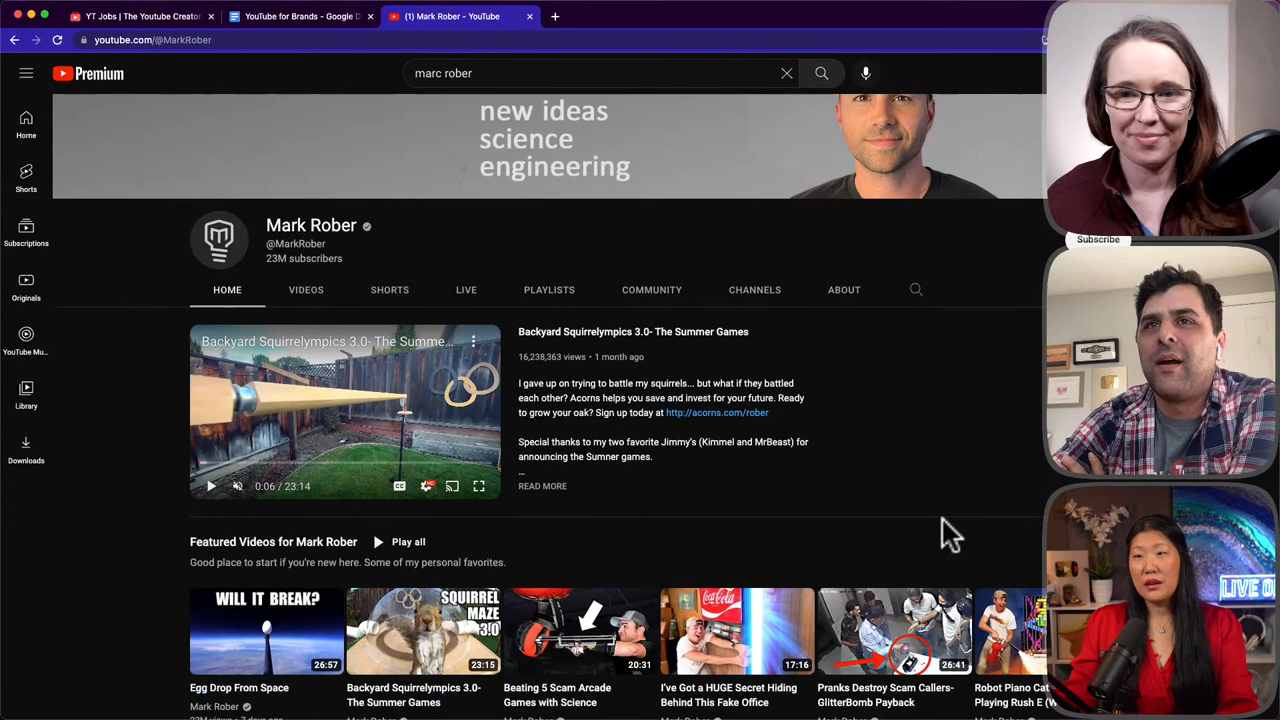 YT Jobs | The Youtube Creator
YouTube for Brands - Google D
(1) Mark Rober - YouTube
youtube.com/@MarkRober
Premium
marc rober
new ideas
science
engineering
Home
Shorts
Subscriptions
Originals
YouTube Mu...
Library
Downloads
Mark Rober
@MarkRober
23M subscribers
Subscribe
HOME
VIDEOS
SHORTS
LIVE
PLAYLISTS
COMMUNITY
CHANNELS
ABOUT
Backyard Squirrelympics 3.0- The Summe...
0:06 / 23:14
Backyard Squirrelympics 3.0- The Summer Games
16,238,363 views • 1 month ago
I gave up on trying to battle my squirrels... but what if they battled
each other? Acorns helps you save and invest for your future. Ready
to grow your oak? Sign up today at http://acorns.com/rober
Special thanks to my two favorite Jimmy's (Kimmel and MrBeast) for
announcing the Sumner games.
...
READ MORE
Featured Videos for Mark Rober
Play all
Good place to start if you're new here. Some of my personal favorites.
WILL IT BREAK?
26:57
SQUIRREL
MAZE
3.0
23:15
20:31
Coca-Cola
17:16
26:41
Egg Drop From Space
Mark Rober
Backyard Squirrelympics 3.0-
The Summer Games
Beating 5 Scam Arcade
Games with Science
I've Got a HUGE Secret Hiding
Behind This Fake Office
Pranks Destroy Scam Callers-
GlitterBomb Payback
Robot Piano Cat
Playing Rush E (W
LIVE O